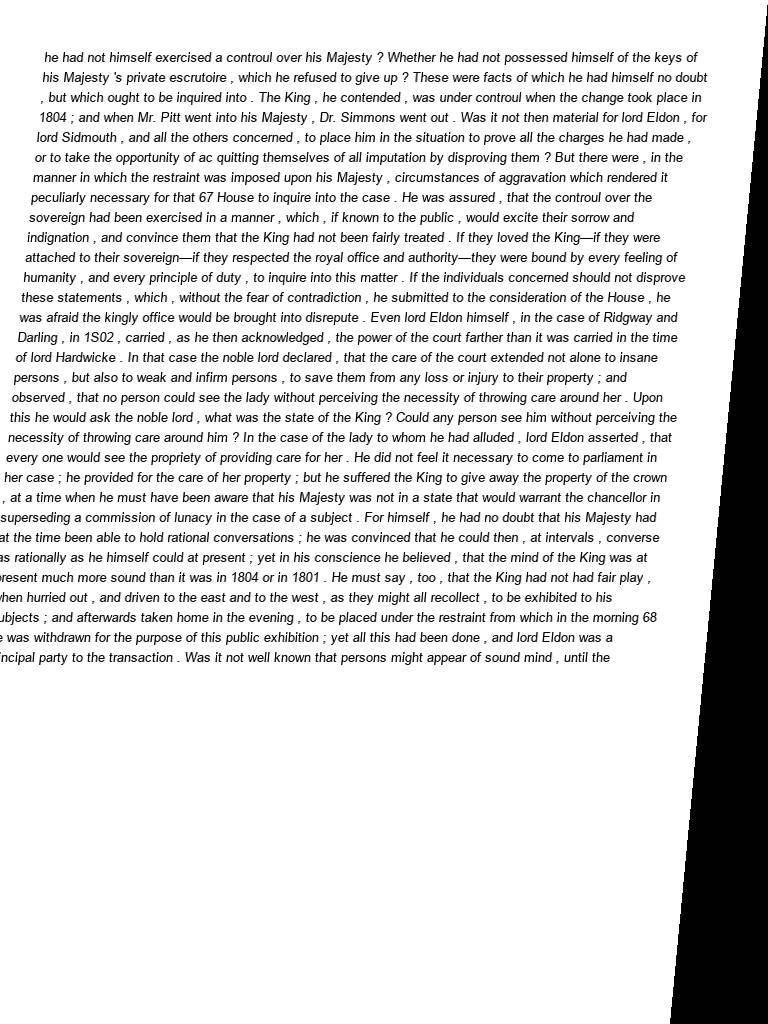 he had not himself exercised a controul over his Majesty ? Whether he had not possessed himself of the keys of
his Majesty 's private escrutoire , which he refused to give up ? These were facts of which he had himself no doubt
, but which ought to be inquired into . The King , he contended , was under controul when the change took place in
1804 ; and when Mr. Pitt went into his Majesty , Dr. Simmons went out . Was it not then material for lord Eldon , for
lord Sidmouth , and all the others concerned , to place him in the situation to prove all the charges he had made ,
or to take the opportunity of ac quitting themselves of all imputation by disproving them ? But there were , in the
manner in which the restraint was imposed upon his Majesty , circumstances of aggravation which rendered it
peculiarly necessary for that 67 House to inquire into the case . He was assured , that the controul over the
sovereign had been exercised in a manner , which , if known to the public , would excite their sorrow and
indignation , and convince them that the King had not been fairly treated . If they loved the King—if they were
attached to their sovereign—if they respected the royal office and authority—they were bound by every feeling of
humanity , and every principle of duty , to inquire into this matter . If the individuals concerned should not disprove
these statements , which , without the fear of contradiction , he submitted to the consideration of the House , he
was afraid the kingly office would be brought into disrepute . Even lord Eldon himself , in the case of Ridgway and
Darling , in 1S02 , carried , as he then acknowledged , the power of the court farther than it was carried in the time
of lord Hardwicke . In that case the noble lord declared , that the care of the court extended not alone to insane
persons , but also to weak and infirm persons , to save them from any loss or injury to their property ; and
observed , that no person could see the lady without perceiving the necessity of throwing care around her . Upon
this he would ask the noble lord , what was the state of the King ? Could any person see him without perceiving the
necessity of throwing care around him ? In the case of the lady to whom he had alluded , lord Eldon asserted , that
every one would see the propriety of providing care for her . He did not feel it necessary to come to parliament in
her case ; he provided for the care of her property ; but he suffered the King to give away the property of the crown
, at a time when he must have been aware that his Majesty was not in a state that would warrant the chancellor in
superseding a commission of lunacy in the case of a subject . For himself , he had no doubt that his Majesty had
at the time been able to hold rational conversations ; he was convinced that he could then , at intervals , converse
as rationally as he himself could at present ; yet in his conscience he believed , that the mind of the King was at
present much more sound than it was in 1804 or in 1801 . He must say , too , that the King had not had fair play ,
when hurried out , and driven to the east and to the west , as they might all recollect , to be exhibited to his
ubjects ; and afterwards taken home in the evening , to be placed under the restraint from which in the morning 68
was withdrawn for the purpose of this public exhibition ; yet all this had been done , and lord Eldon was a
incipal party to the transaction . Was it not well known that persons might appear of sound mind , until the